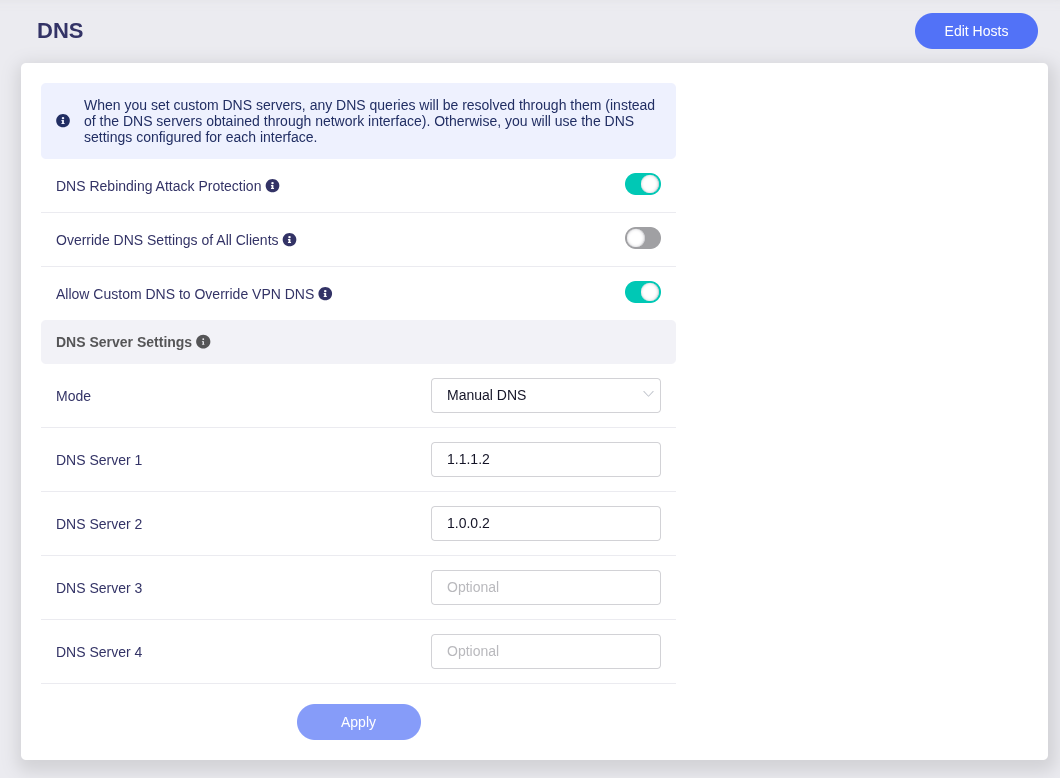 DNS
Edit Hosts
When you set custom DNS servers, any DNS queries will be resolved through them (instead
of the DNS servers obtained through network interface). Otherwise, you will use the DNS
settings configured for each interface.
DNS Rebinding Attack Protection
Override DNS Settings of All Clients
Allow Custom DNS to Override VPN DNS
DNS Server Settings
Mode
Manual DNS
DNS Server 1
1.1.1.2
DNS Server 2
1.0.0.2
DNS Server 3
Optional
DNS Server 4
Optional
Apply